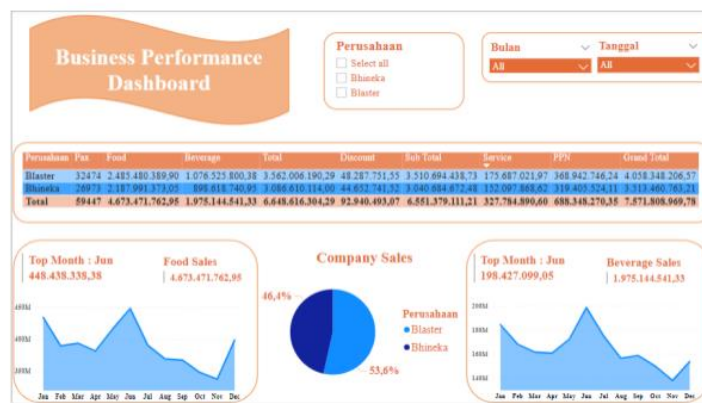 Business Performance
Dashboard
Perusahaan
Select all
Bhineka
Blaster
Bulan
All
Tanggal
All
Perusahaan Pax Food Beverage Total Discount Sub Total Service PPN Grand Total
Blaster 32474 2.485.480.389,90 1.076.525.800,38 3.562.006.190,29 48.287.751,55 3.510.694.438,73 175.687.021,97 368.942.746,24 4.058.348.206,57
Bhineka 26973 2.187.991.373,05 898.618.740,95 3.086.610.114,00 44.652.741,52 3.040.684.672,48 152.097.868,62 319.405.524,11 3.513.460.763,21
Total 59447 4.673.471.762,95 1.975.144.541,33 6.648.616.304,29 92.940.493,07 6.551.379.111,21 327.784.890,60 688.348.270,35 7.571.808.969,78
Top Month : Jun
448.438.338,38
Food Sales
4.673.471.762,95
400M
Jan Feb Mar Apr May Jun Jul Aug Sep Oct Nov Dec
Company Sales
46,4%
53,6%
Perusahaan
Blaster
Bhineka
Top Month : Jun
198.427.099,05
Beverage Sales
1.975.144.541,33
200M
180M
160M
140M
Jan Feb Mar Apr May Jun Jul Aug Sep Oct Nov Dec